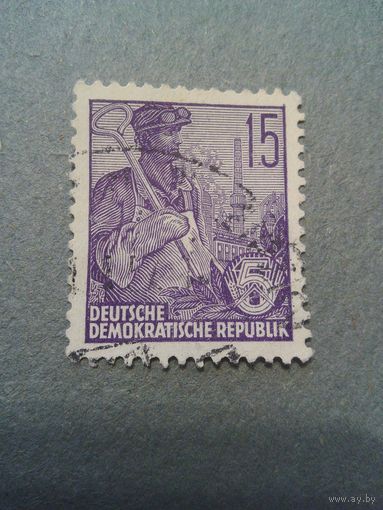 15
5
DEUTSCHE
DEMOKRATISCHE REPUBLIK
www.ay.by